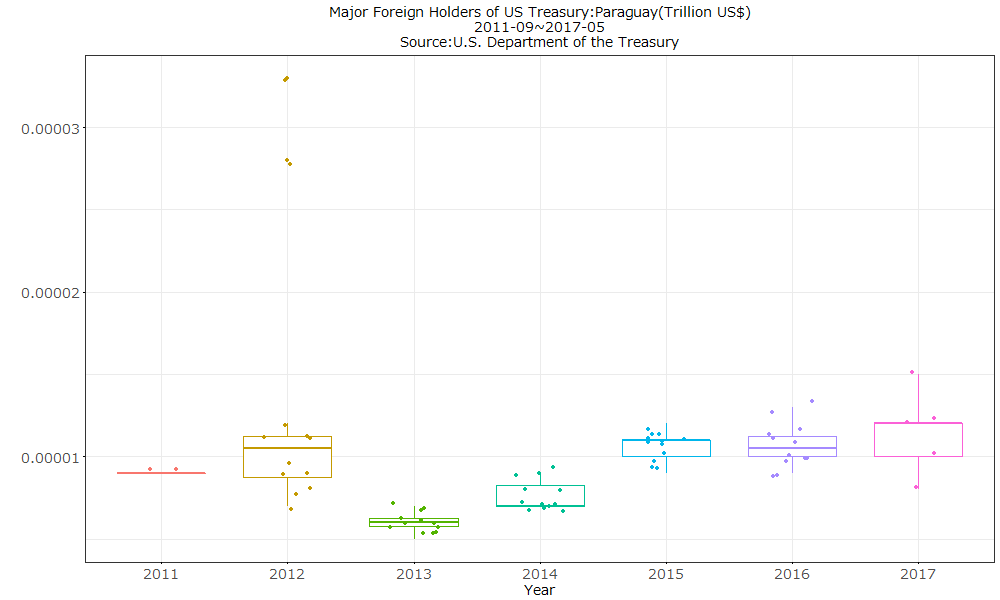 Major Foreign Holders of US Treasury:Paraguay(Trillion US$)
2011-09~2017-05
Source:U.S. Department of the Treasury
0.00003
0.00002
0.00001
2011 2012 2013 2014 2015 2016 2017
Year